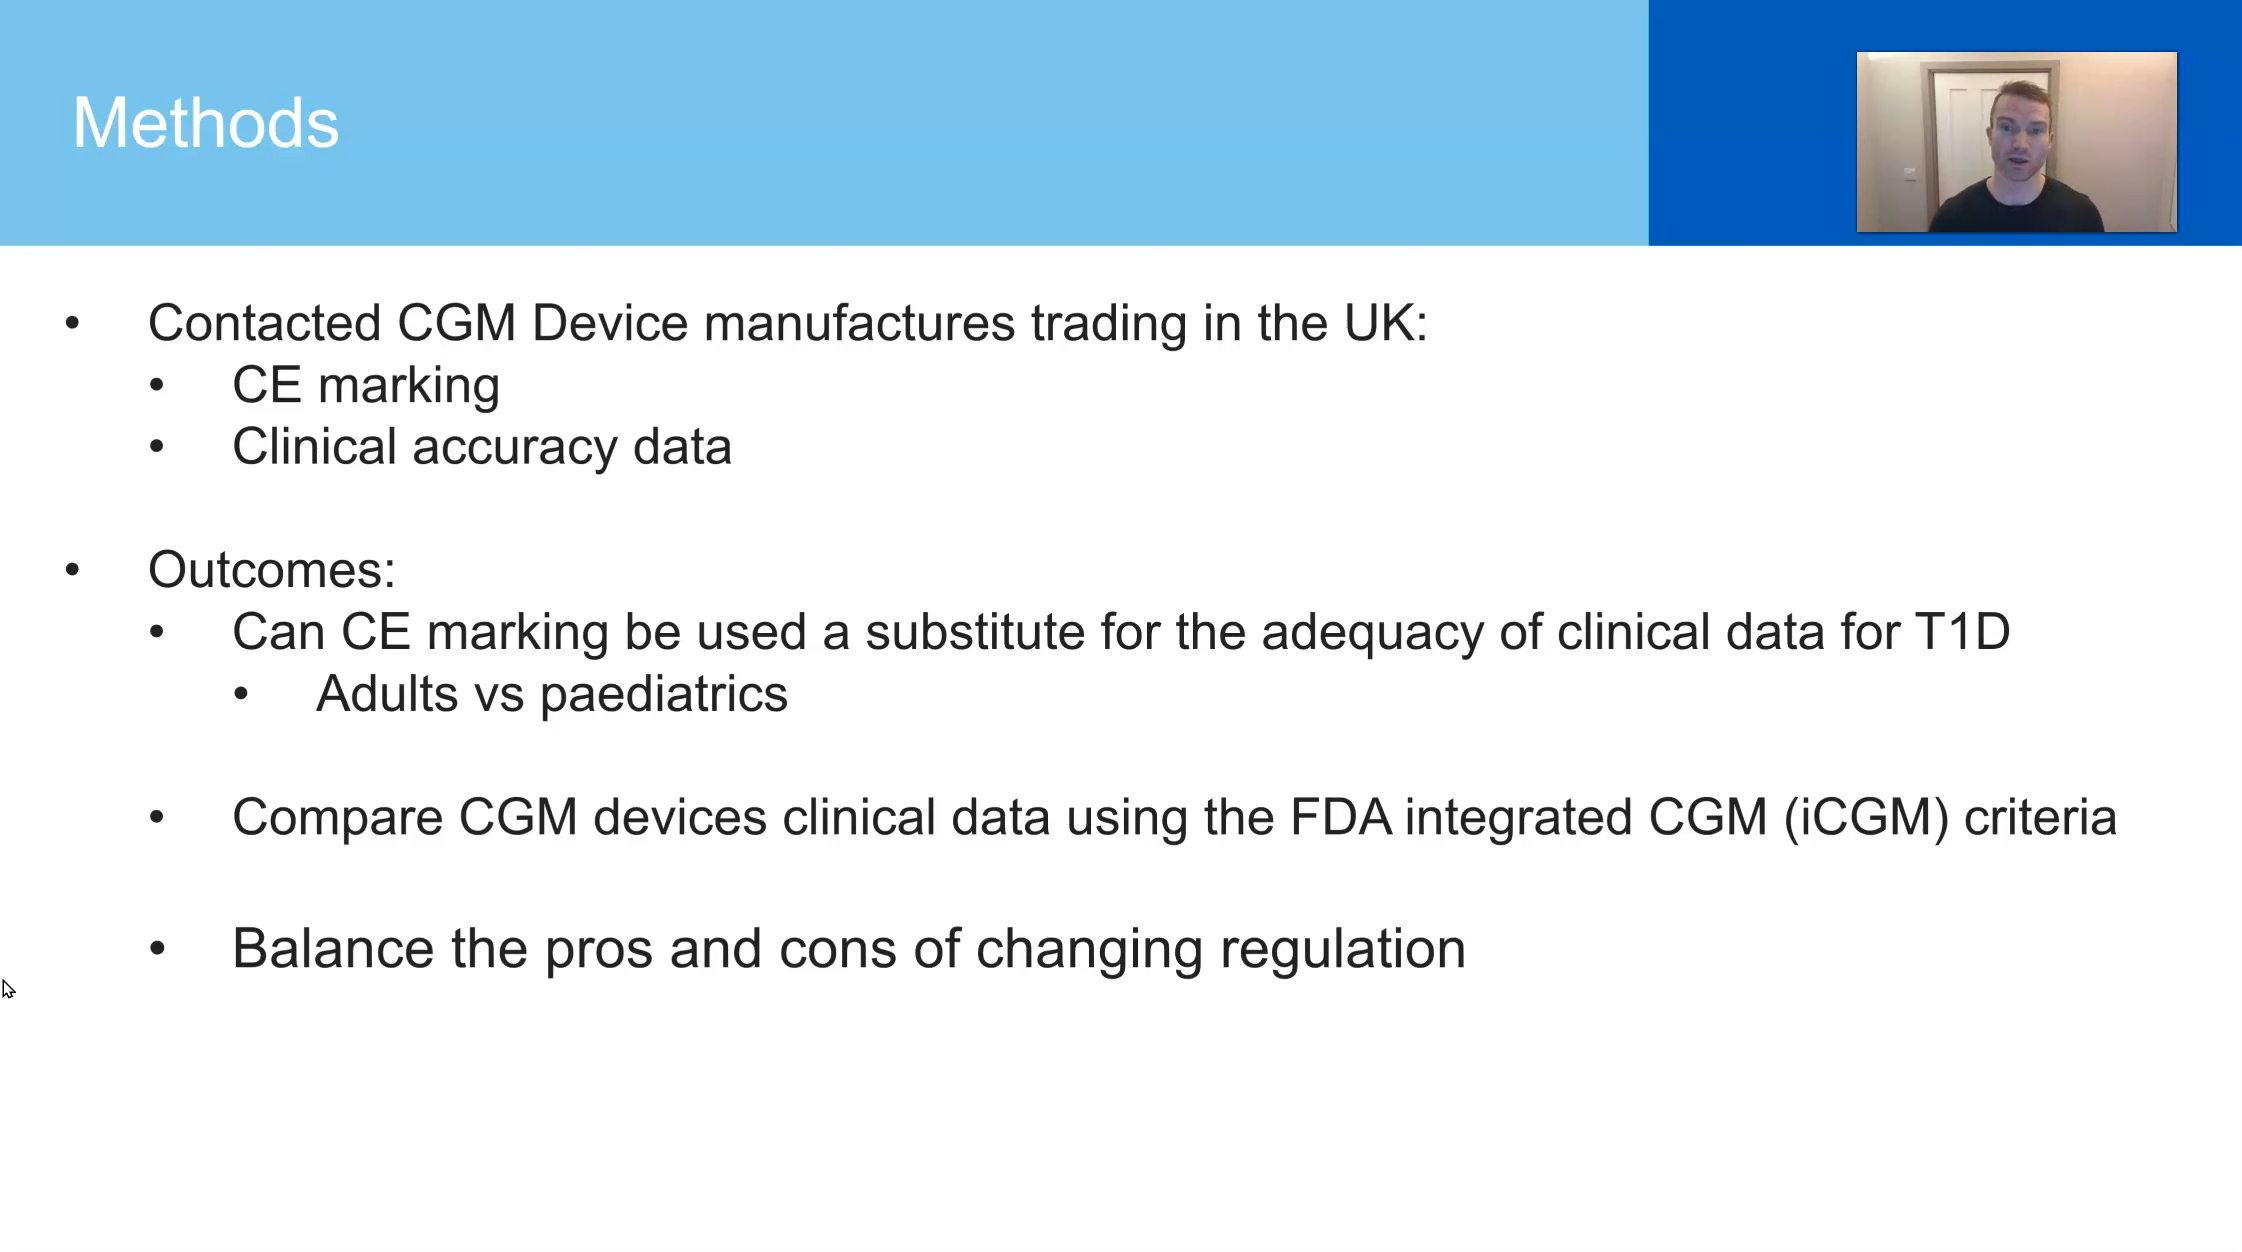 Methods
• Contacted CGM Device manufactures trading in the UK:
• CE marking
• Clinical accuracy data
• Outcomes:
• Can CE marking be used a substitute for the adequacy of clinical data for T1D
• Adults vs paediatrics
• Compare CGM devices clinical data using the FDA integrated CGM (iCGM) criteria
• Balance the pros and cons of changing regulation